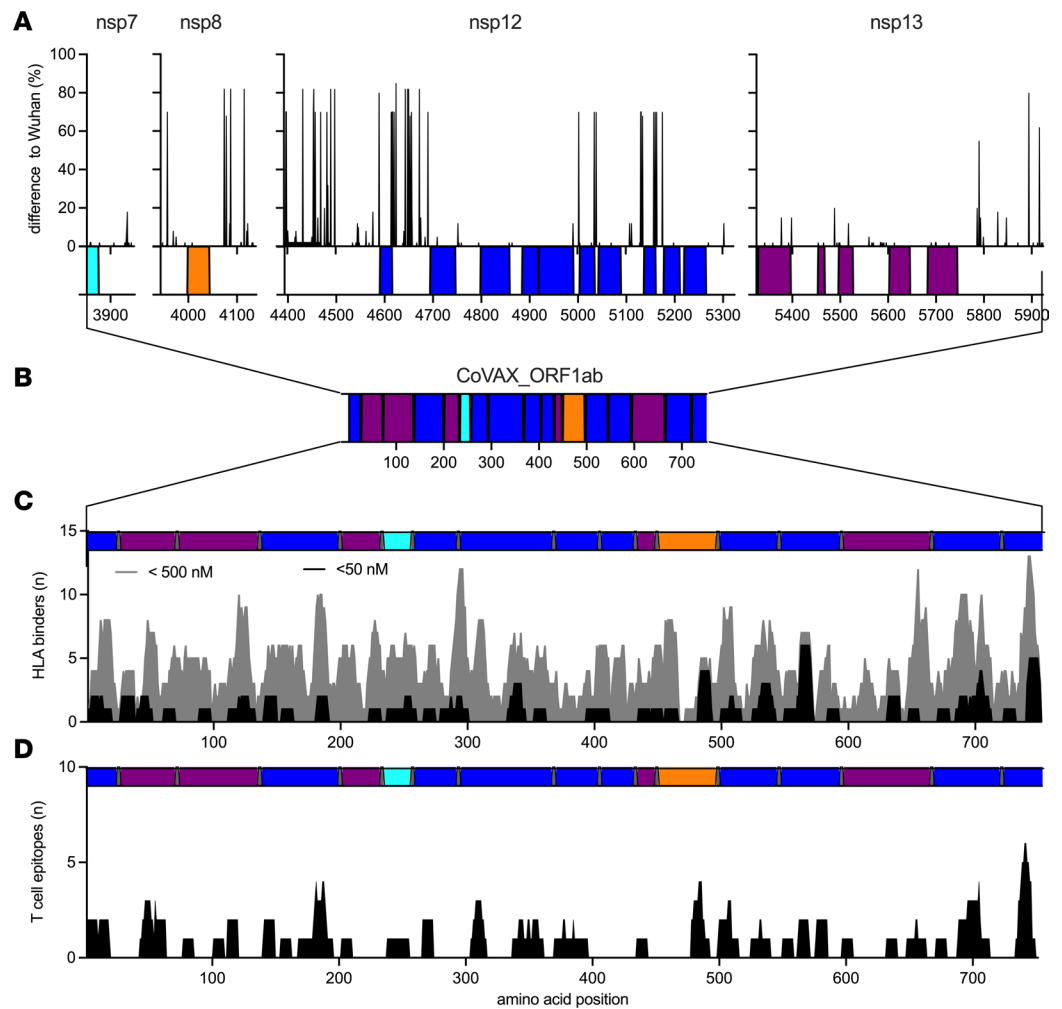 A
nsp7 nsp8 nsp12 nsp13
difference to Wuhan (%)
100
80
60
40
20
0
3900 4000 4100 4400 4500 4600 4700 4800 4900 5000 5100 5200 5300 5400 5500 5600 5700 5800 5900
B
CoVAX_ORF1ab
100 200 300 400 500 600 700
C
HLA binders (n)
15
10
5
0
< 500 nM <50 nM
100 200 300 400 500 600 700
D
T cell epitopes (n)
10
5
0
100 200 300 400 500 600 700
amino acid position